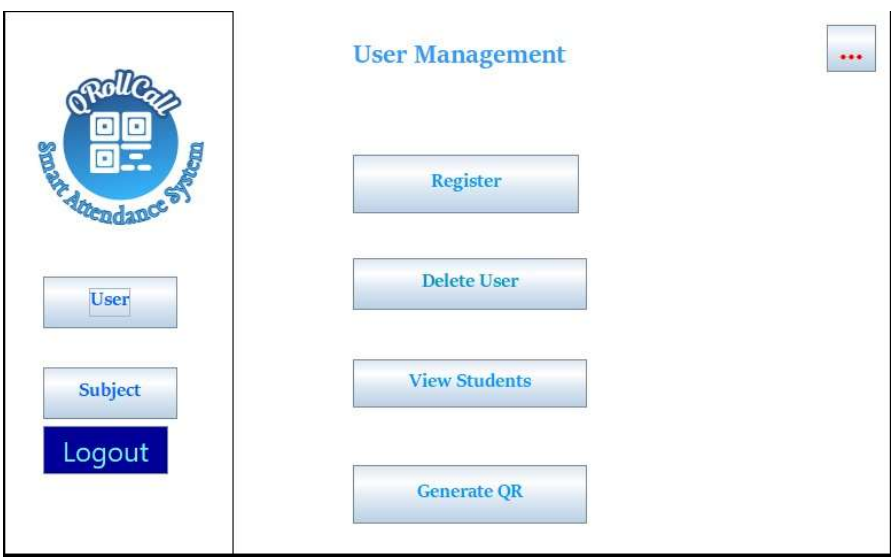 QRollCall
Smart Attendance System
User
Subject
Logout
User Management
...
Register
Delete User
View Students
Generate QR